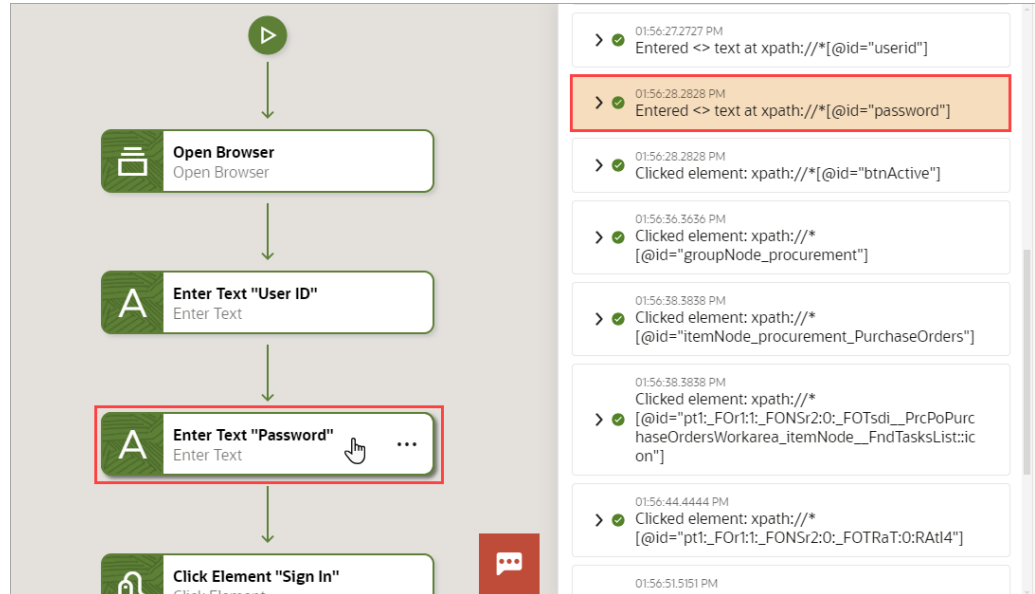 Open Browser
Open Browser
Enter Text "User ID"
Enter Text
Enter Text "Password"
Enter Text
Click Element "Sign In"
Click Element
01:56:27.2727 PM
Entered <> text at xpath://*[@id="userid"]
01:56:28.2828 PM
Entered <> text at xpath://*[@id="password"]
01:56:28.2828 PM
Clicked element: xpath://*[@id="btnActive"]
01:56:36.3636 PM
Clicked element: xpath://*
[@id="groupNode_procurement"]
01:56:38.3838 PM
Clicked element: xpath://*
[@id="itemNode_procurement_PurchaseOrders"]
01:56:38.3838 PM
Clicked element: xpath://*
[@id="pt1:_FOr1:1:_FONSr2:0:_FOTsdi__PrcPoPurc
haseOrdersWorkarea_itemNode__FndTasksList::ic
on"]
01:56:44.4444 PM
Clicked element: xpath://*
[@id="pt1:_FOr1:1:_FONSr2:0:_FOTRaT:0:RAtl4"]
01:56:51.5151 PM